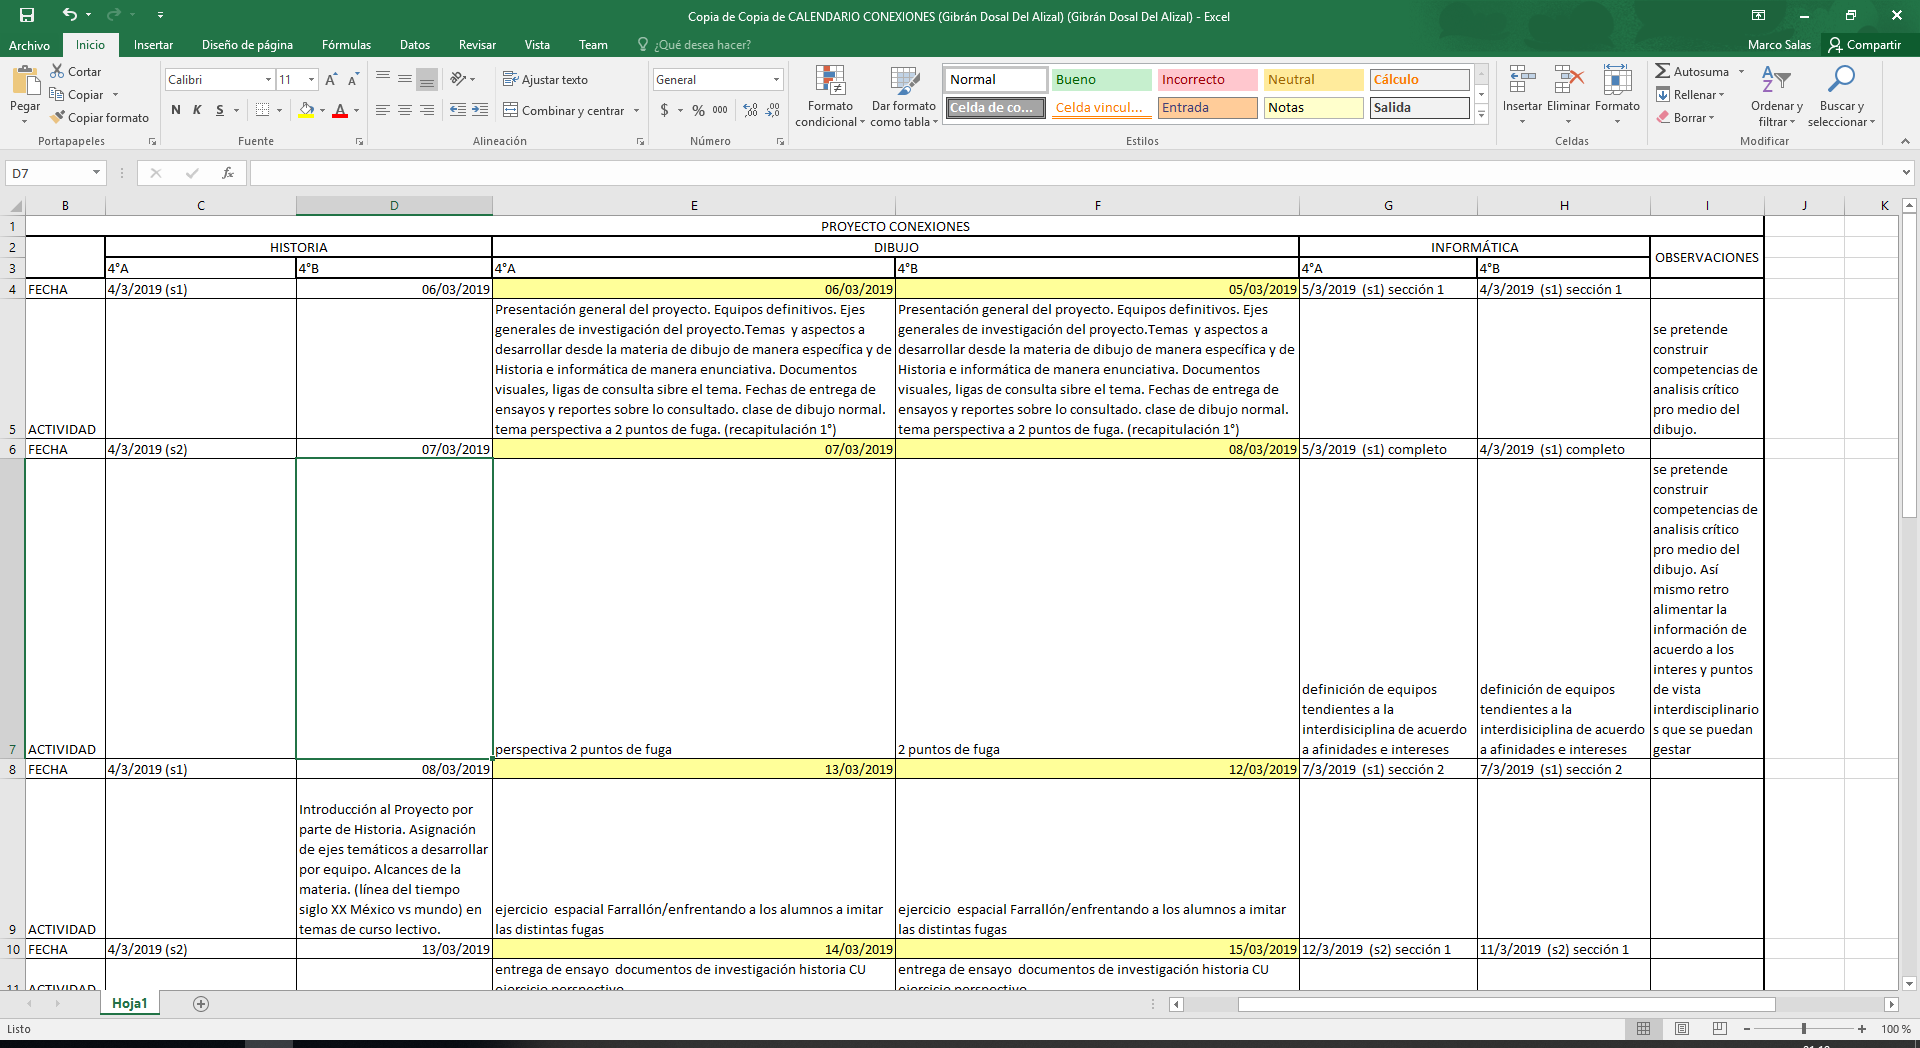 Copia de Copia de CALENDARIO CONEXIONES (Gibrán Dosal Del Alizal) (Gibrán Dosal Del Alizal) - Excel
Archivo Inicio Insertar Diseño de página Fórmulas Datos Revisar Vista Team ¿Qué desea hacer? Marco Salas Compartir
Pegar
Cortar
Copiar
Copiar formato
Portapapeles
Calibri 11
N K S
Fuente
Ajustar texto
Combinar y centrar
Alineación
General
$ % 000
Número
Formato condicional
Dar formato como tabla
Normal Bueno Incorrecto Neutral Cálculo
Celda de co... Celda vincul... Entrada Notas Salida
Estilos
Insertar Eliminar Formato
Celdas
Autosuma
Rellenar
Borrar
Ordenar y filtrar
Buscar y seleccionar
Modificar
D7 fx
B C D E F G H I J K
1 PROYECTO CONEXIONES
2 HISTORIA DIBUJO INFORMÁTICA
OBSERVACIONES
3 4°A 4°B 4°A 4°B 4°A 4°B
4 FECHA 4/3/2019 (s1) 06/03/2019 06/03/2019 05/03/2019 5/3/2019 (s1) sección 1 4/3/2019 (s1) sección 1
5 ACTIVIDAD
Presentación general del proyecto. Equipos definitivos. Ejes
generales de investigación del proyecto.Temas y aspectos a
desarrollar desde la materia de dibujo de manera específica y de
Historia e informática de manera enunciativa. Documentos
visuales, ligas de consulta sibre el tema. Fechas de entrega de
ensayos y reportes sobre lo consultado. clase de dibujo normal.
tema perspectiva a 2 puntos de fuga. (recapitulación 1°)
Presentación general del proyecto. Equipos definitivos. Ejes
generales de investigación del proyecto.Temas y aspectos a
desarrollar desde la materia de dibujo de manera específica y de
Historia e informática de manera enunciativa. Documentos
visuales, ligas de consulta sibre el tema. Fechas de entrega de
ensayos y reportes sobre lo consultado. clase de dibujo normal.
tema perspectiva a 2 puntos de fuga. (recapitulación 1°)
se pretende
construir
competencias de
analisis crítico
pro medio del
dibujo.
6 FECHA 4/3/2019 (s2) 07/03/2019 07/03/2019 08/03/2019 5/3/2019 (s1) completo 4/3/2019 (s1) completo
7 ACTIVIDAD
perspectiva 2 puntos de fuga
2 puntos de fuga
definición de equipos
tendientes a la
interdisiciplina de acuerdo
a afinidades e intereses
definición de equipos
tendientes a la
interdisiciplina de acuerdo
a afinidades e intereses
se pretende
construir
competencias de
analisis crítico
pro medio del
dibujo. Así
mismo retro
alimentar la
información de
acuerdo a los
interes y puntos
de vista
interdisciplinario
s que se puedan
gestar
8 FECHA 4/3/2019 (s1) 08/03/2019 13/03/2019 12/03/2019 7/3/2019 (s1) sección 2 7/3/2019 (s1) sección 2
9 ACTIVIDAD
Introducción al Proyecto por
parte de Historia. Asignación
de ejes temáticos a desarrollar
por equipo. Alcances de la
materia. (línea del tiempo
siglo XX México vs mundo) en
temas de curso lectivo.
ejercicio espacial Farrallón/enfrentando a los alumnos a imitar
las distintas fugas
ejercicio espacial Farrallón/enfrentando a los alumnos a imitar
las distintas fugas
10 FECHA 4/3/2019 (s2) 13/03/2019 14/03/2019 15/03/2019 12/3/2019 (s2) sección 1 11/3/2019 (s2) sección 1
11 ACTIVIDAD
entrega de ensayo documentos de investigación historia CU
ejercicio perspectivo
entrega de ensayo documentos de investigación historia CU
ejercicio perspectivo
Hoja1
Listo
100 %